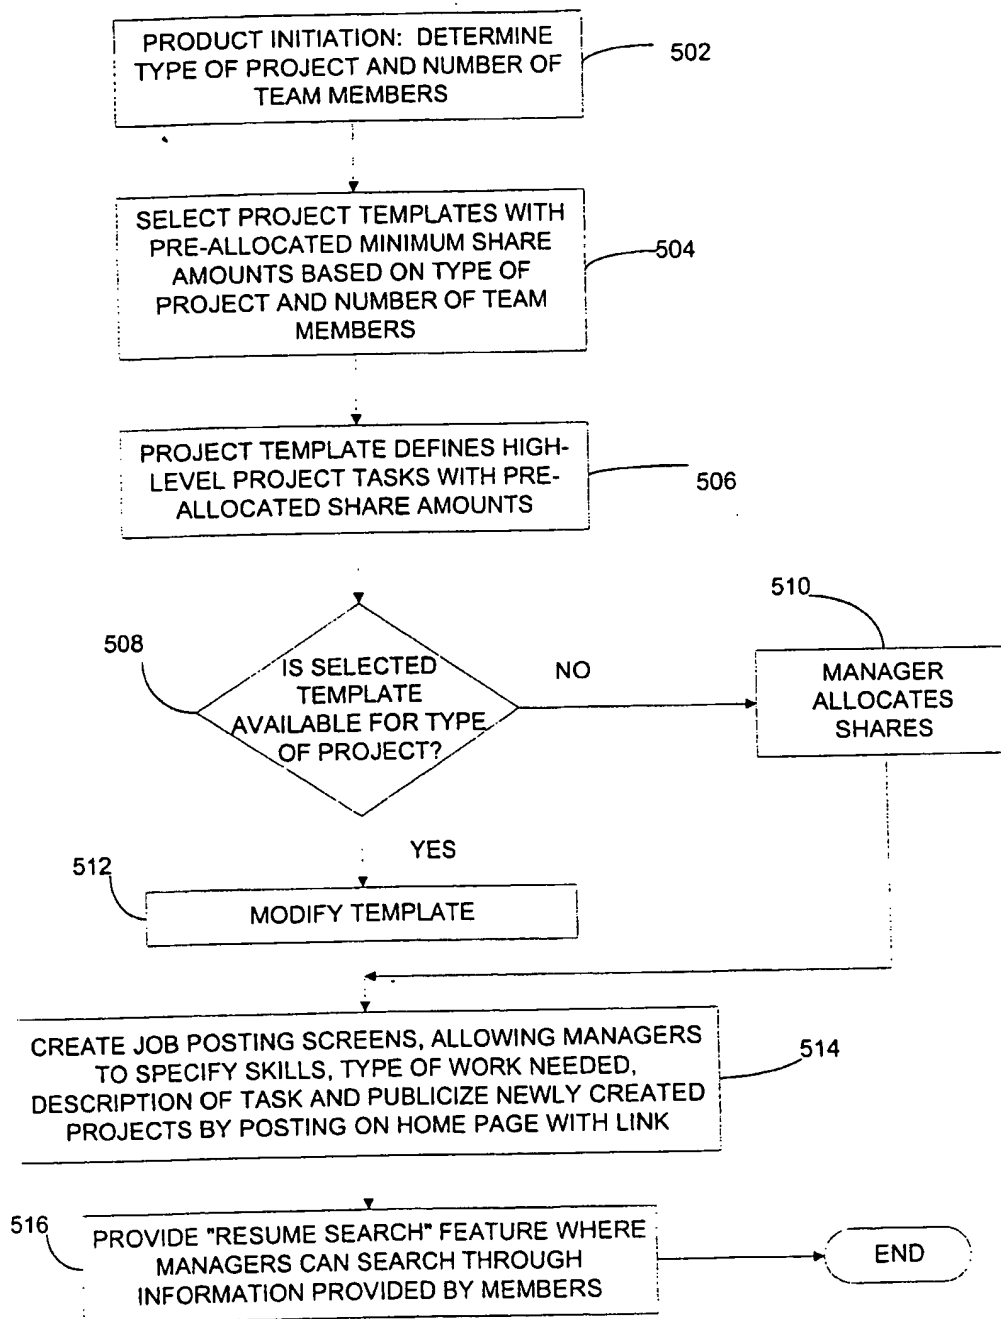 PRODUCT INITIATION: DETERMINE
TYPE OF PROJECT AND NUMBER OF
TEAM MEMBERS
502
SELECT PROJECT TEMPLATES WITH
PRE-ALLOCATED MINIMUM SHARE
AMOUNTS BASED ON TYPE OF
PROJECT AND NUMBER OF TEAM
MEMBERS
504
PROJECT TEMPLATE DEFINES HIGH-
LEVEL PROJECT TASKS WITH PRE-
ALLOCATED SHARE AMOUNTS
506
508
IS SELECTED
TEMPLATE
AVAILABLE FOR TYPE
OF PROJECT?
NO
510
MANAGER
ALLOCATES
SHARES
YES
512
MODIFY TEMPLATE
CREATE JOB POSTING SCREENS, ALLOWING MANAGERS
TO SPECIFY SKILLS, TYPE OF WORK NEEDED,
DESCRIPTION OF TASK AND PUBLICIZE NEWLY CREATED
PROJECTS BY POSTING ON HOME PAGE WITH LINK
514
516
PROVIDE "RESUME SEARCH" FEATURE WHERE
MANAGERS CAN SEARCH THROUGH
INFORMATION PROVIDED BY MEMBERS
END